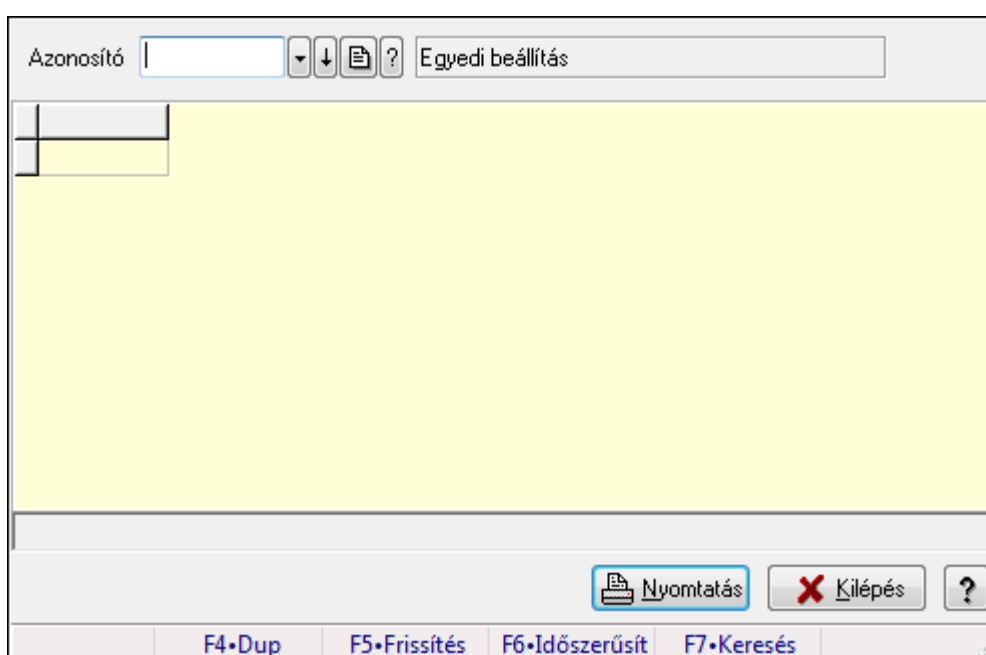 Azonosító ? Egyedi beállítás
Nyomtatás Kilépés ?
F4•Dup F5•Frissítés F6•Időszerűsít F7•Keresés